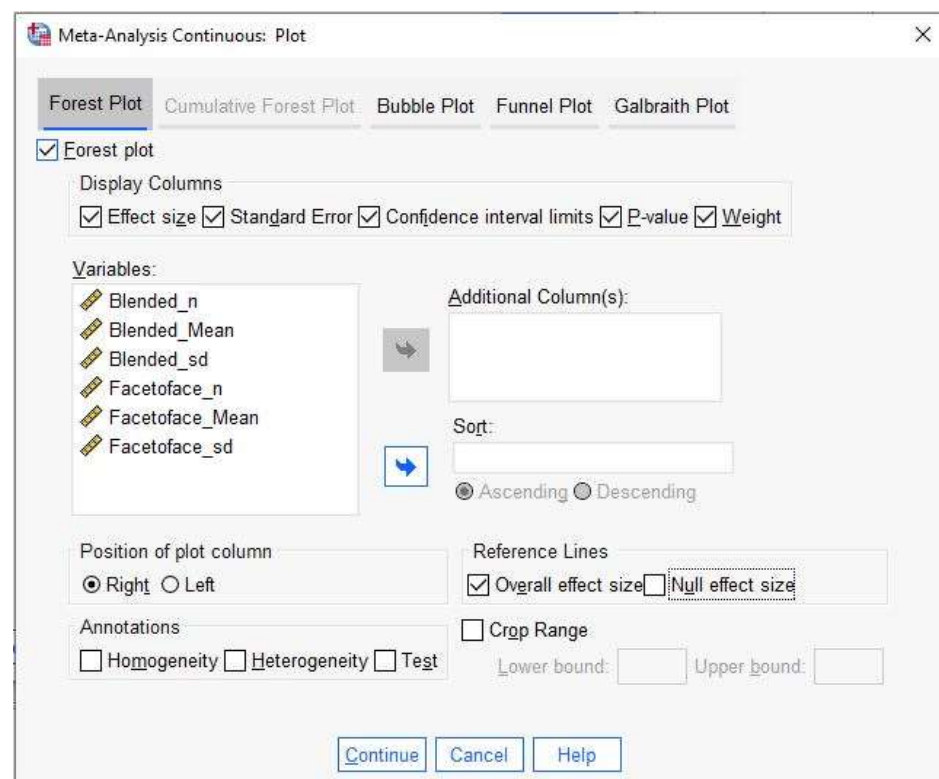 Meta-Analysis Continuous: Plot
Forest Plot Cumulative Forest Plot Bubble Plot Funnel Plot Galbraith Plot
Forest plot
Display Columns
Effect size Standard Error Confidence interval limits P-value Weight
Variables:
Blended_n
Blended_Mean
Blended_sd
Facetoface_n
Facetoface_Mean
Facetoface_sd
Additional Column(s):
Sort:
Ascending Descending
Position of plot column
Right Left
Reference Lines
Overall effect size Null effect size
Annotations
Homogeneity Heterogeneity Test
Crop Range
Lower bound: Upper bound:
Continue Cancel Help